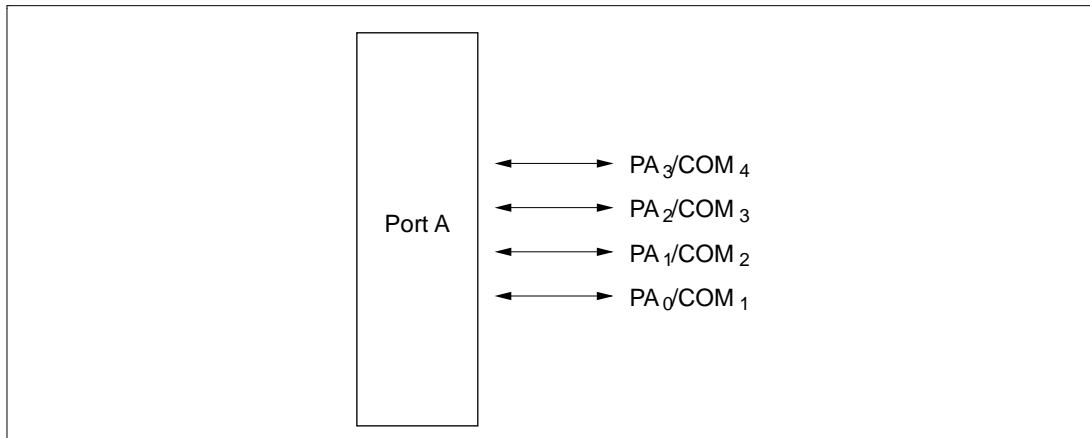 Port A
PA₃/COM₄
PA₂/COM₃
PA₁/COM₂
PA₀/COM₁